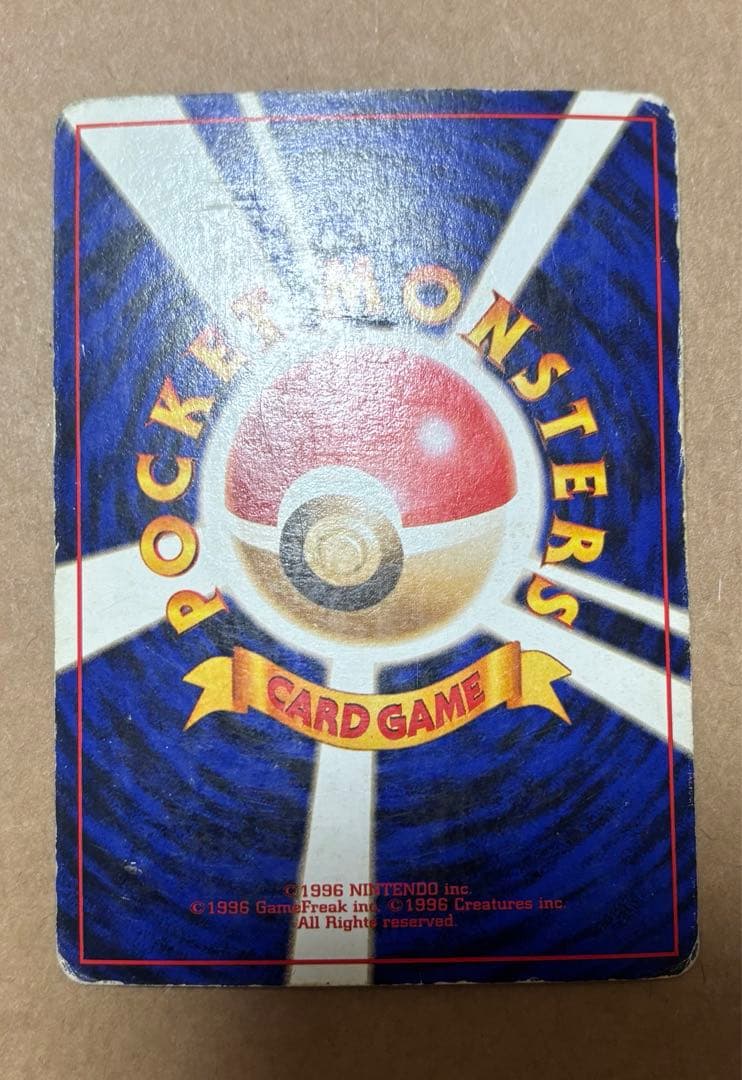 POCKET MONSTERS
CARD GAME
©1996 NINTENDO inc.
©1996 GameFreak inc. ©1996 Creatures inc.
All Rights reserved.